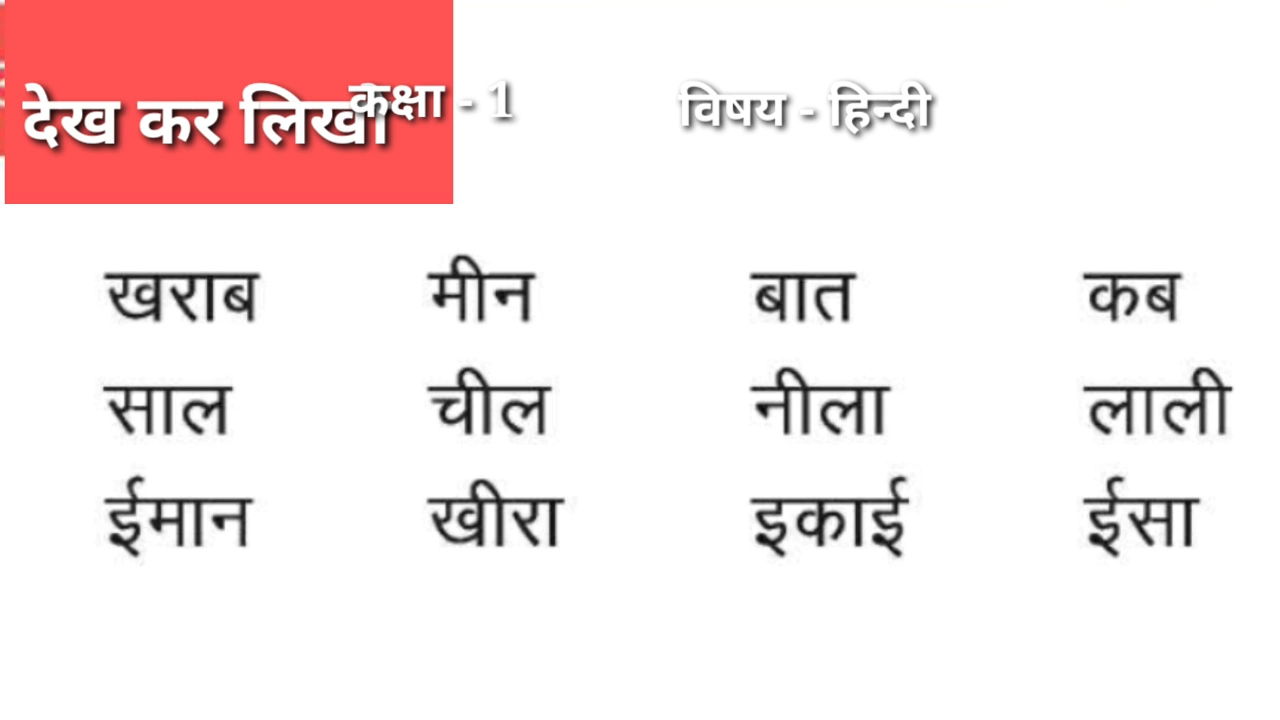 देख कर लिखो कक्षा - 1 विषय - हिन्दी
खराब मीन बात कब
साल चील नीला लाली
ईमान खीरा इकाई ईसा